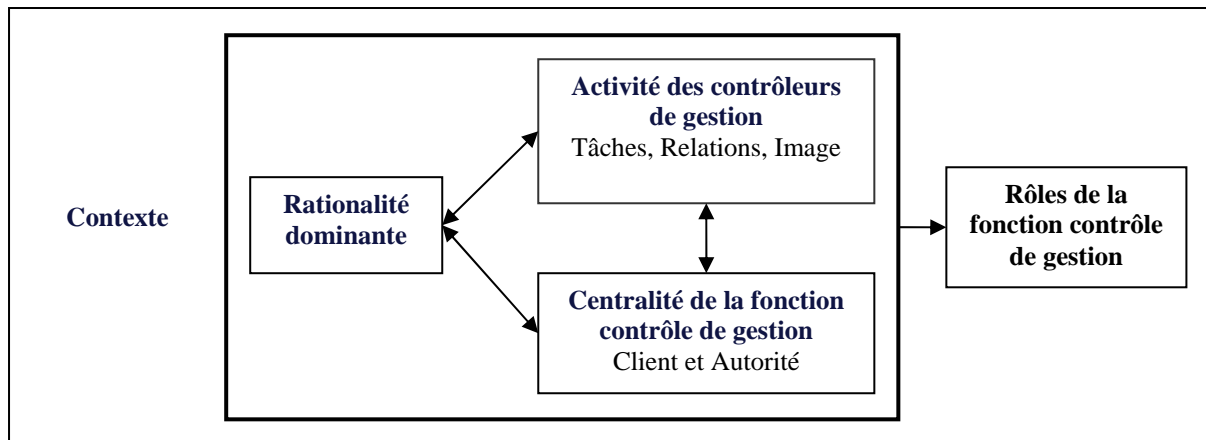 Contexte
Rationalité
dominante
Activité des contrôleurs
de gestion
Tâches, Relations, Image
Centralité de la fonction
contrôle de gestion
Client et Autorité
Rôles de la
fonction contrôle
de gestion